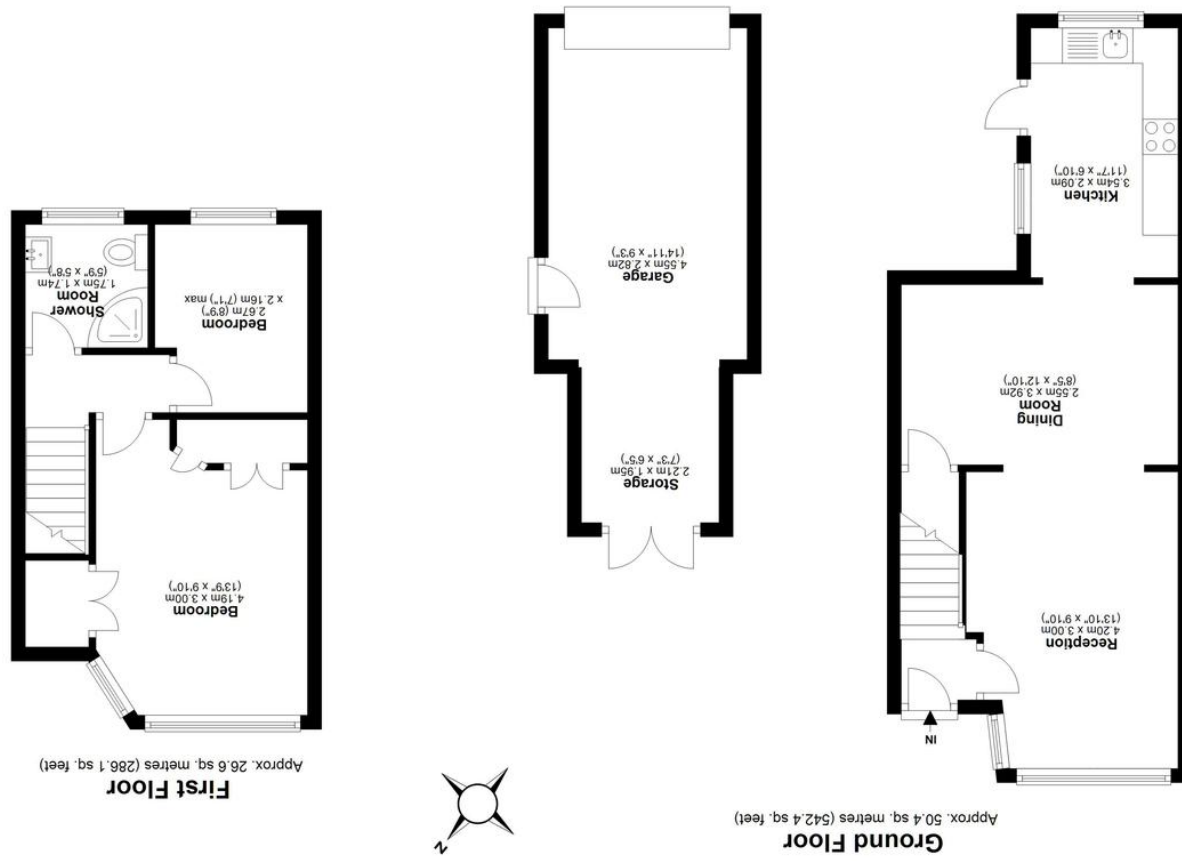 Ground Floor
Approx. 50.4 sq. metres (542.4 sq. feet)
IN
Reception
4.20m x 3.00m
(13'10" x 9'10")
Dining
Room
2.55m x 3.92m
(8'5" x 12'10")
Kitchen
3.54m x 2.09m
(11'7" x 6'10")
Storage
2.21m x 1.95m
(7'3" x 6'5")
Garage
4.55m x 2.82m
(14'11" x 9'3")
N
First Floor
Approx. 26.6 sq. metres (286.1 sq. feet)
Bedroom
4.19m x 3.00m
(13'9" x 9'10")
Bedroom
2.67m (8'9")
x 2.16m (7'1") max
Shower
Room
1.75m x 1.74m
(5'9" x 5'8")